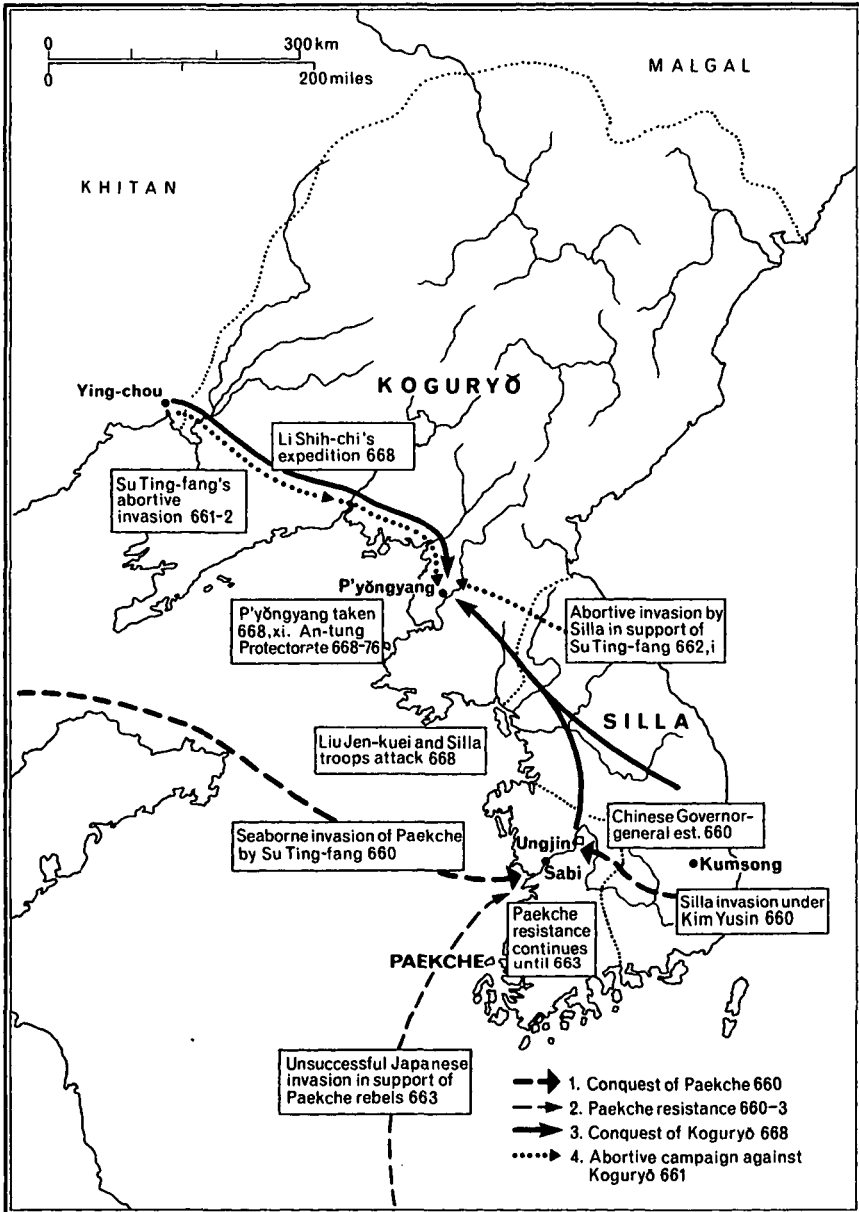 0 300 km
0 200 miles
MALGAL
KHITAN
Ying-chou
KOGURYŎ
Li Shih-chi's
expedition 668
Su Ting-fang's
abortive
invasion 661-2
P'yŏngyang
P'yŏngyang taken
668,xi. An-tung
Protectorate 668-76
Abortive invasion by
Silla in support of
Su Ting-fang 662,i
SILLA
Liu Jen-kuei and Silla
troops attack 668
Chinese Governor-
general est. 660
Seaborne invasion of Paekche
by Su Ting-fang 660
Ungjin
Sabi
Kumsong
Silla invasion under
Kim Yusin 660
Paekche
resistance
continues
until 663
PAEKCHE
Unsuccessful Japanese
invasion in support of
Paekche rebels 663
1. Conquest of Paekche 660
2. Paekche resistance 660-3
3. Conquest of Koguryŏ 668
4. Abortive campaign against
Koguryŏ 661